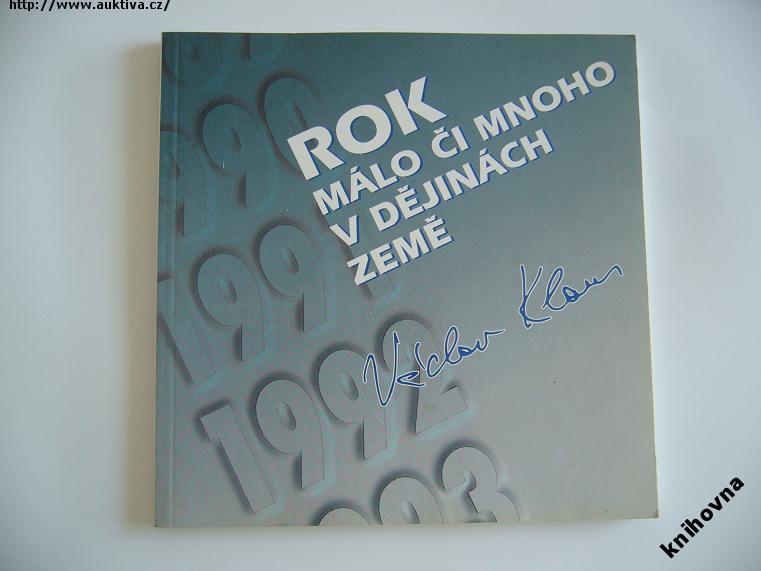 http://www.auktiva.cz/
ROK
MÁLO ČI MNOHO
V DĚJINÁCH
ZEMĚ
Václav Klaus
1991
1992
knihovna